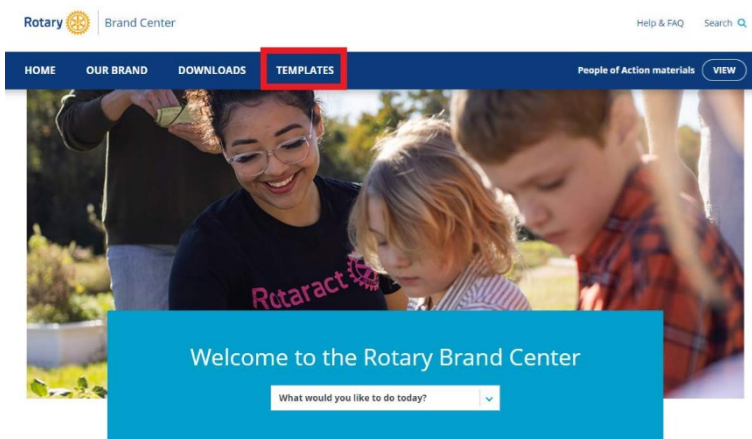 Rotary Brand Center
Help & FAQ Search
HOME OUR BRAND DOWNLOADS TEMPLATES People of Action materials VIEW
Rotaract
Welcome to the Rotary Brand Center
What would you like to do today?